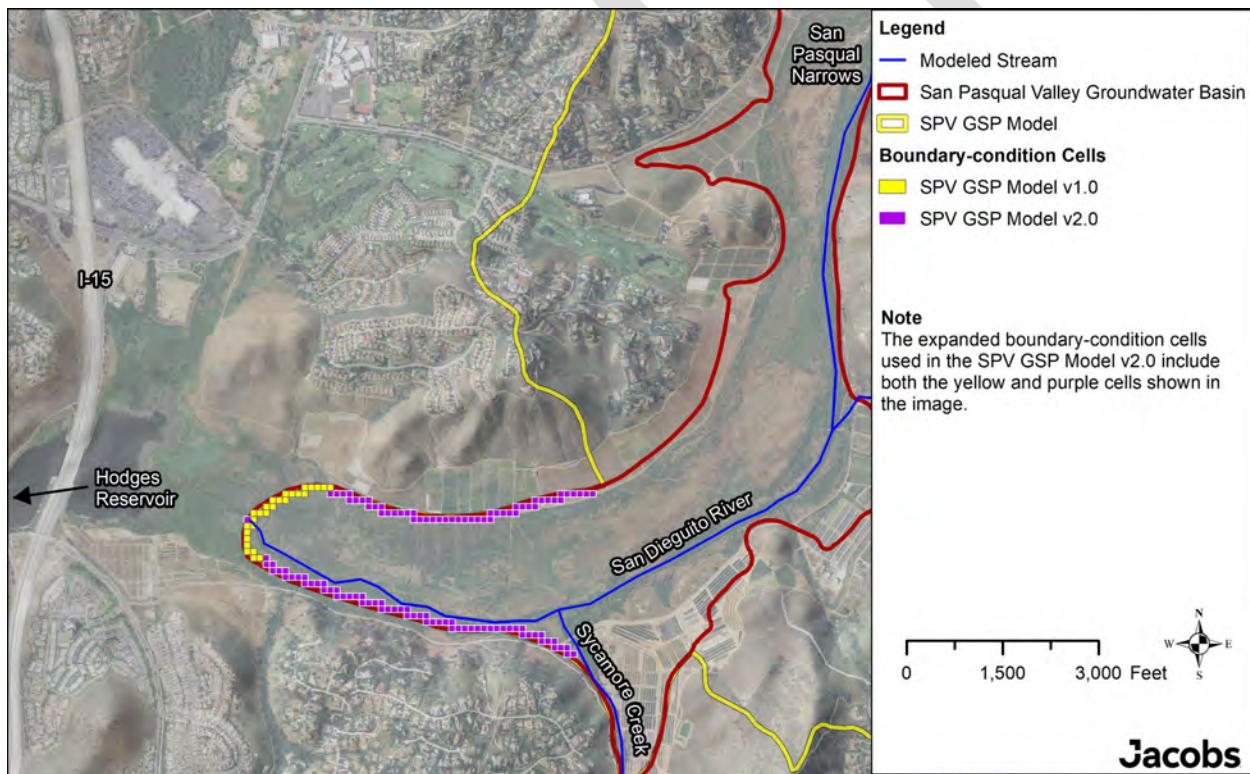 San
Pasqual
Narrows
I-15
Hodges
Reservoir
San Dieguito River
Sycamore Creek
Legend
Modeled Stream
San Pasqual Valley Groundwater Basin
SPV GSP Model
Boundary-condition Cells
SPV GSP Model v1.0
SPV GSP Model v2.0
Note
The expanded boundary-condition cells
used in the SPV GSP Model v2.0 include
both the yellow and purple cells shown in
the image.
N
W E
S
0 1,500 3,000 Feet
Jacobs